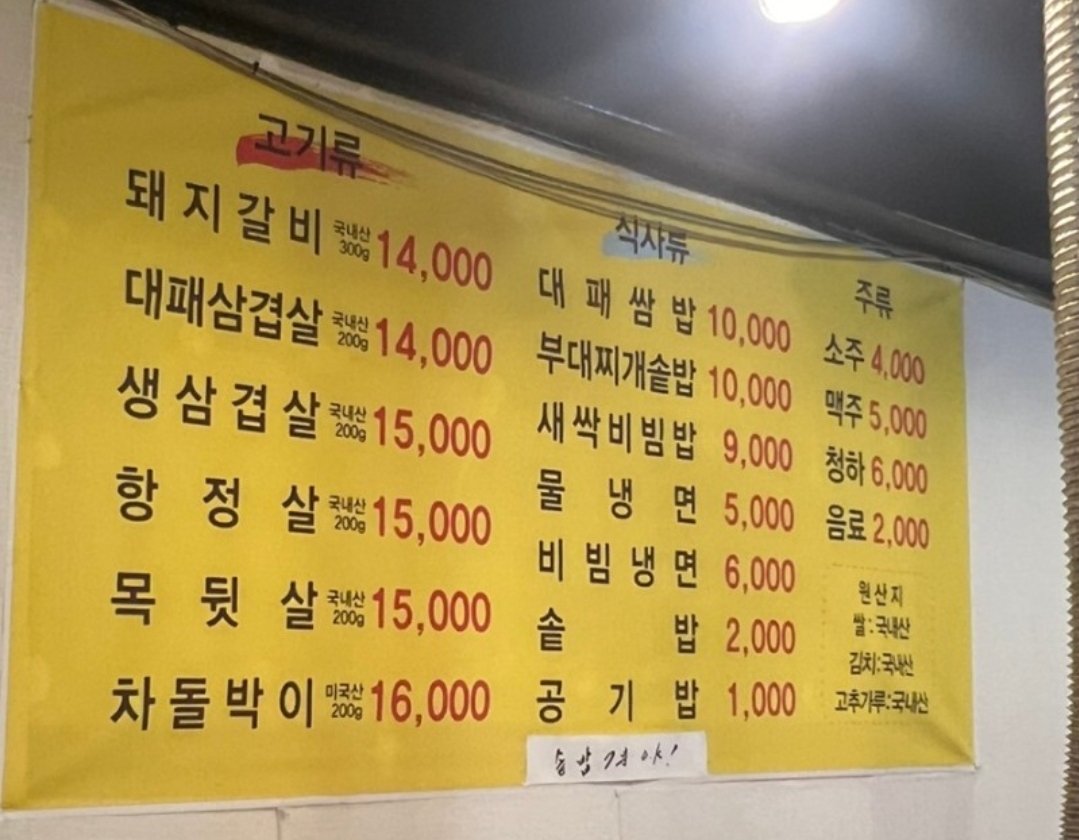 고기류
돼지갈비 국내산 300g 14,000
대패삼겹살 국내산 200g 14,000
생삼겹살 국내산 200g 15,000
항정살 국내산 200g 15,000
목뒷살 국내산 200g 15,000
차돌박이 미국산 200g 16,000
식사류
대패쌈밥 10,000
부대찌개솥밥 10,000
새싹비빔밥 9,000
물냉면 5,000
비빔냉면 6,000
솥밥 2,000
공기밥 1,000
주류
소주 4,000
맥주 5,000
청하 6,000
음료 2,000
원산지
쌀:국내산
김치:국내산
고추가루:국내산